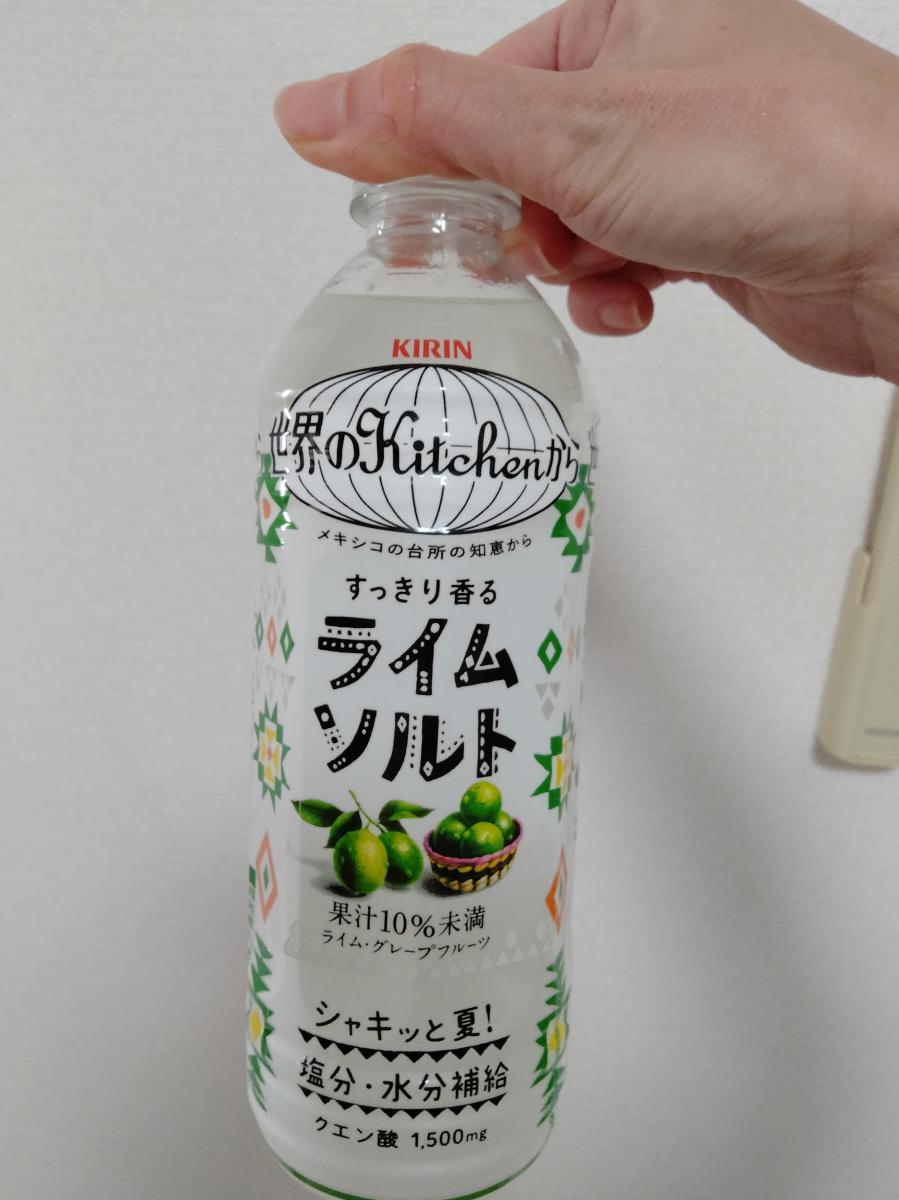 KIRIN
世界のKitchenから
メキシコの台所の知恵から
すっきり香る
ライム
ソルト
果汁10%未満
ライム・グレープフルーツ
シャキッと夏!
塩分・水分補給
クエン酸 1,500mg